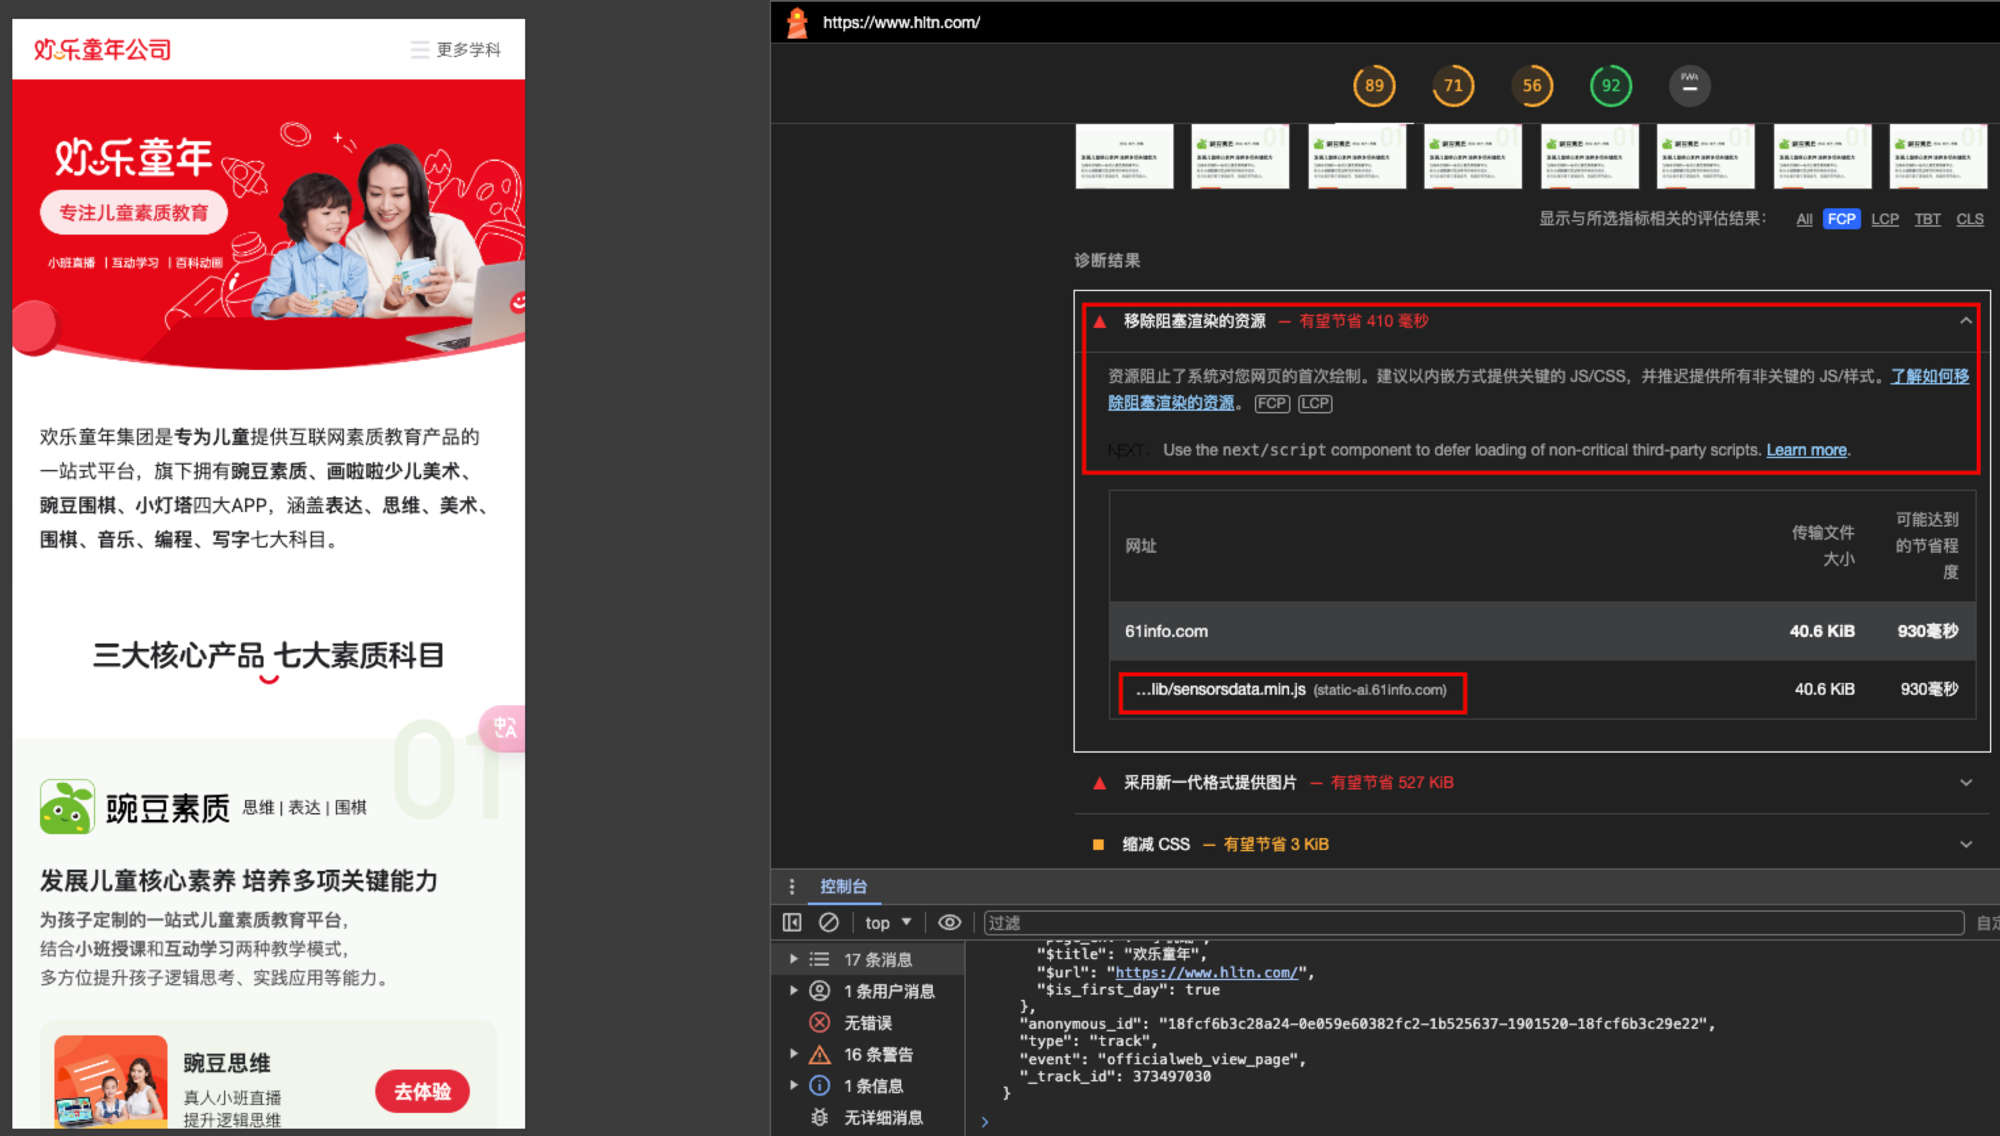 欢乐童年公司
更多学科
欢乐童年
专注儿童素质教育
小班直播 | 互动学习 | 百科动画
欢乐童年集团是专为儿童提供互联网素质教育产品的
一站式平台，旗下拥有豌豆素质、画啦啦少儿美术、
豌豆围棋、小灯塔四大APP，涵盖表达、思维、美术、
围棋、音乐、编程、写字七大科目。
三大核心产品 七大素质科目
01
豌豆素质 思维 | 表达 | 围棋
发展儿童核心素养 培养多项关键能力
为孩子定制的一站式儿童素质教育平台，
结合小班授课和互动学习两种教学模式，
多方位提升孩子逻辑思考、实践应用等能力。
豌豆思维
真人小班直播
提升逻辑思维
去体验
https://www.hltn.com/
89 71 56 92 PWA
显示与所选指标相关的评估结果： All FCP LCP TBT CLS
诊断结果
移除阻塞渲染的资源 — 有望节省 410 毫秒
资源阻止了系统对您网页的首次绘制。建议以内嵌方式提供关键的 JS/CSS，并推迟提供所有非关键的 JS/样式。了解如何移
除阻塞渲染的资源。 FCP LCP
NEXT. Use the next/script component to defer loading of non-critical third-party scripts. Learn more.
网址
传输文件
大小
可能达到
的节省程
度
61info.com 40.6 KiB 930毫秒
…lib/sensorsdata.min.js (static-ai.61info.com) 40.6 KiB 930毫秒
采用新一代格式提供图片 — 有望节省 527 KiB
缩减 CSS — 有望节省 3 KiB
控制台
top 过滤
17 条消息
1 条用户消息
无错误
16 条警告
1 条信息
无详细消息
"$title": "欢乐童年",
"$url": "https://www.hltn.com/",
"$is_first_day": true
},
"anonymous_id": "18fcf6b3c28a24-0e059e60382fc2-1b525637-1901520-18fcf6b3c29e22",
"type": "track",
"event": "officialweb_view_page",
"_track_id": 373497030
}